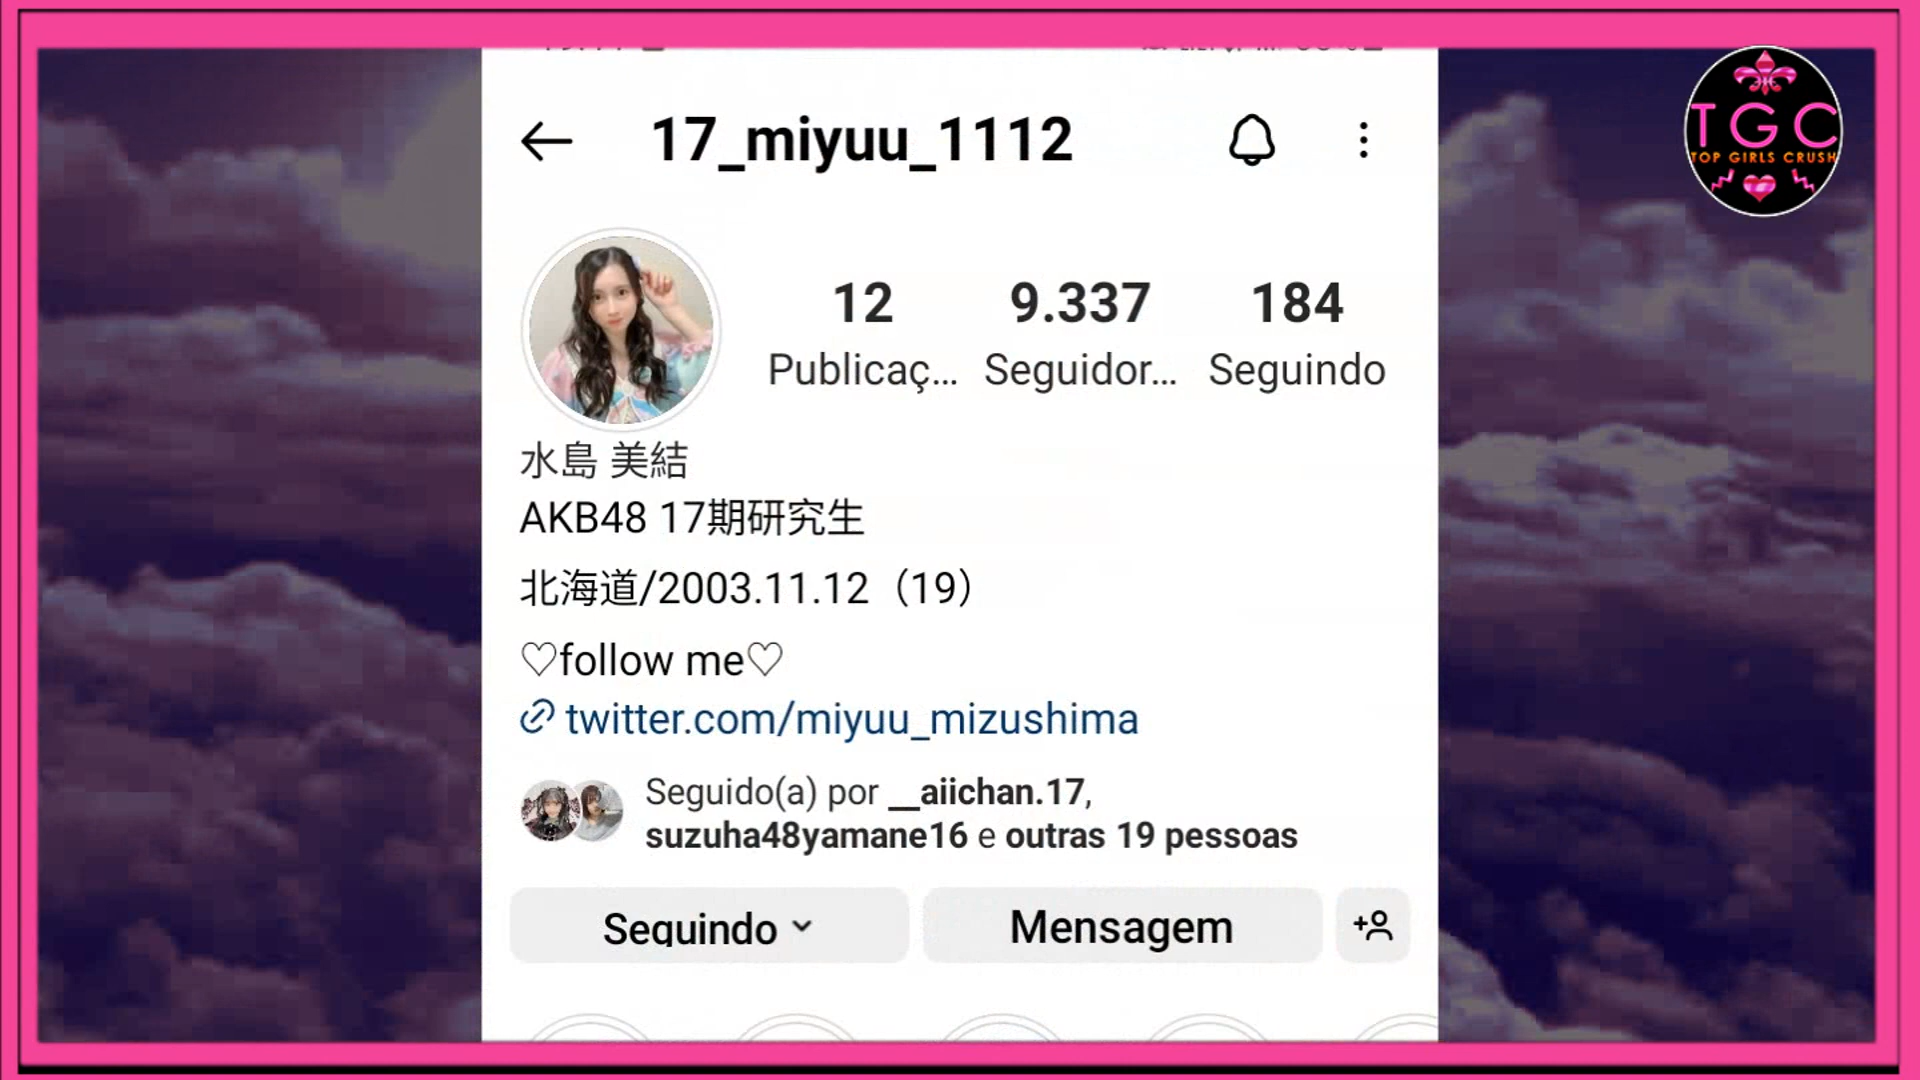 17_miyuu_1112
TGC
TOP GIRLS CRUSH
12
9.337
184
Publicaç...
Seguidor...
Seguindo
水島 美結
AKB48 17期研究生
北海道/2003.11.12（19）
♡follow me♡
twitter.com/miyuu_mizushima
Seguido(a) por __aiichan.17,
suzuha48yamane16 e outras 19 pessoas
Seguindo
Mensagem